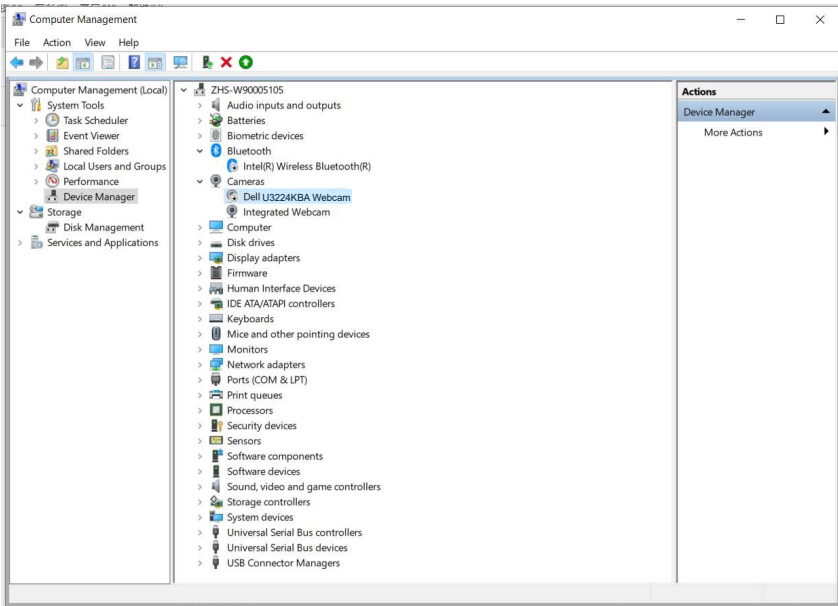 Computer Management
File Action View Help
Computer Management (Local)
System Tools
Task Scheduler
Event Viewer
Shared Folders
Local Users and Groups
Performance
Device Manager
Storage
Disk Management
Services and Applications
ZHS-W90005105
Audio inputs and outputs
Batteries
Biometric devices
Bluetooth
Intel(R) Wireless Bluetooth(R)
Cameras
Dell U3224KBA Webcam
Integrated Webcam
Computer
Disk drives
Display adapters
Firmware
Human Interface Devices
IDE ATA/ATAPI controllers
Keyboards
Mice and other pointing devices
Monitors
Network adapters
Ports (COM & LPT)
Print queues
Processors
Security devices
Sensors
Software components
Software devices
Sound, video and game controllers
Storage controllers
System devices
Universal Serial Bus controllers
Universal Serial Bus devices
USB Connector Managers
Actions
Device Manager
More Actions